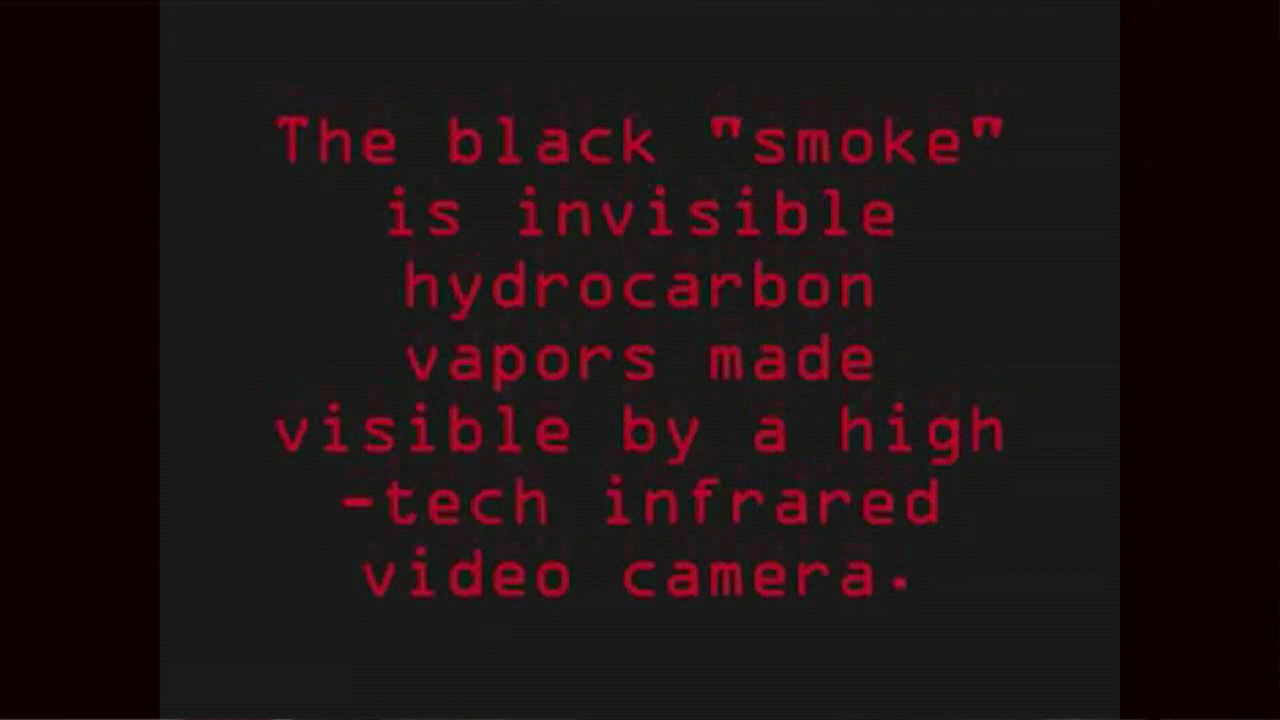 The black "smoke"
is invisible
hydrocarbon
vapors made
visible by a high
-tech infrared
video camera.